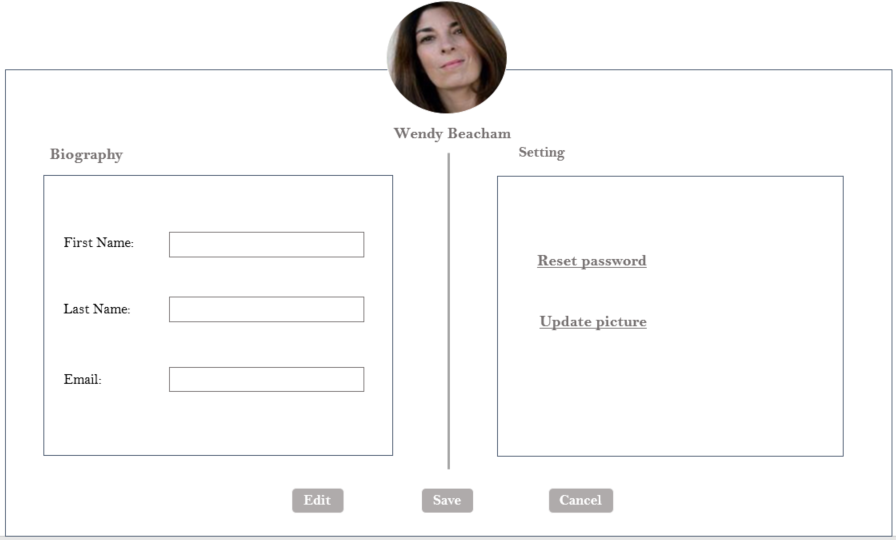 Wendy Beacham
Biography
Setting
First Name:
Last Name:
Email:
Reset password
Update picture
Edit
Save
Cancel